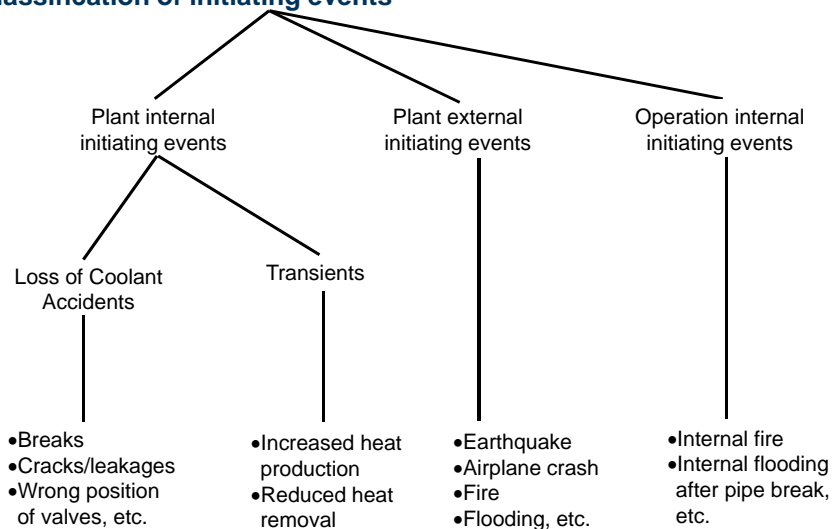 assification of initiating events
Plant internal
initiating events
Plant external
initiating events
Operation internal
initiating events
Loss of Coolant
Accidents
Transients
•Breaks
•Cracks/leakages
•Wrong position
of valves, etc.
•Increased heat
production
•Reduced heat
removal
•Earthquake
•Airplane crash
•Fire
•Flooding, etc.
•Internal fire
•Internal flooding
after pipe break,
etc.